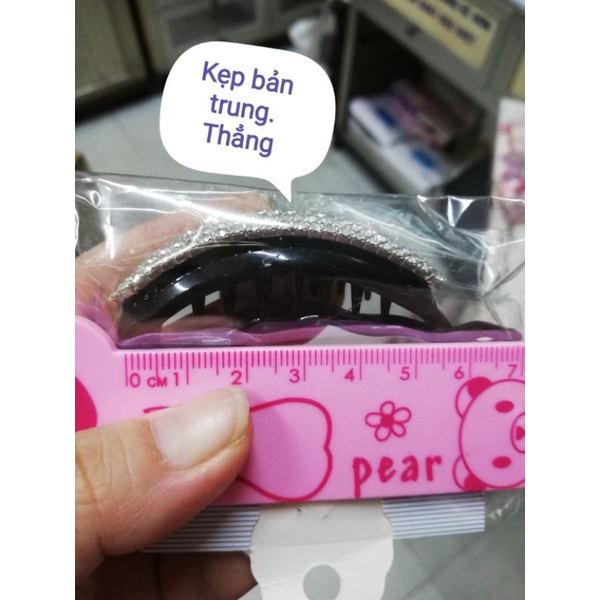 Kẹp bản
trung.
Thẳng
0 CM 1 2 3 4 5 6 7
pear